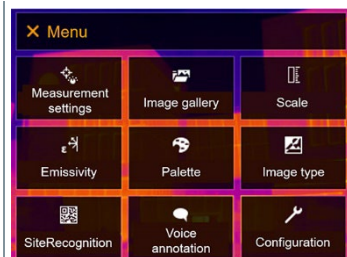 Menu
Measurement
settings
Image gallery
Scale
ε
Emissivity
Palette
Image type
SiteRecognition
Voice
annotation
Configuration